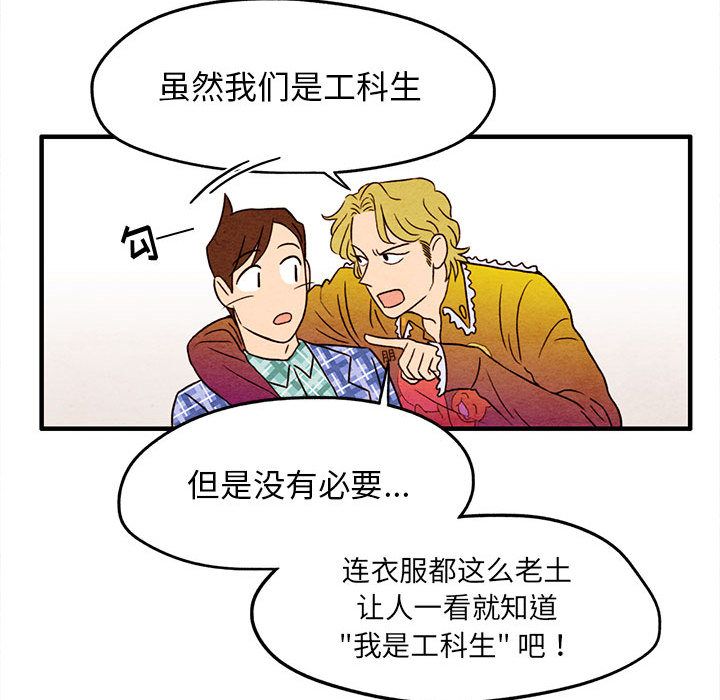 虽然我们是工科生
勾
朋
但是没有必要...
连衣服都这么老土
让人一看就知道
"我是工科生" 吧！